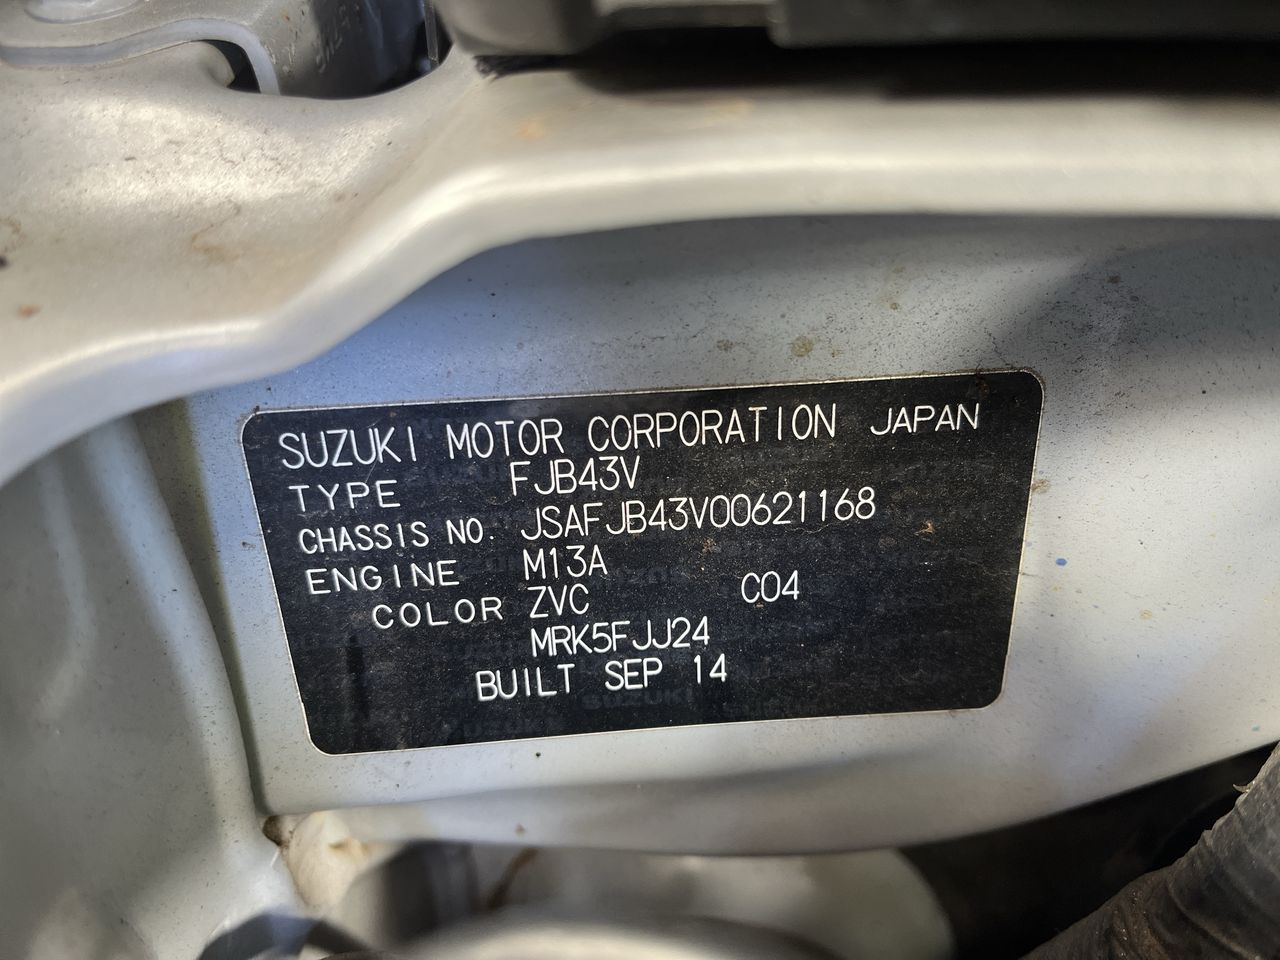 SUZUKI MOTOR CORPORATION JAPAN
TYPE FJB43V
CHASSIS NO. JSAFJB43V00621168
ENGINE M13A
COLOR ZVC C04
MRK5FJJ24
BUILT SEP 14